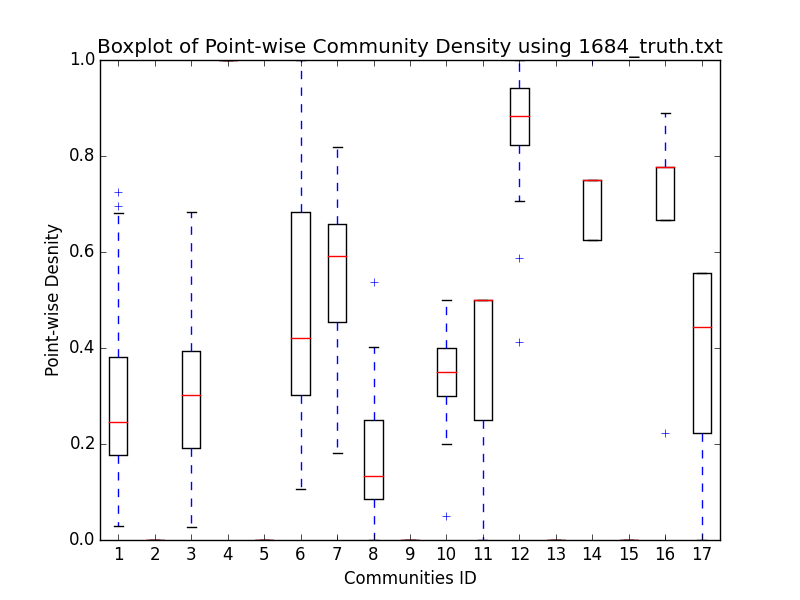 Boxplot of Point-wise Community Density using 1684_truth.txt
1.0
0.8
0.6
0.4
0.2
0.0
Point-wise Desnity
1 2 3 4 5 6 7 8 9 10 11 12 13 14 15 16 17
Communities ID